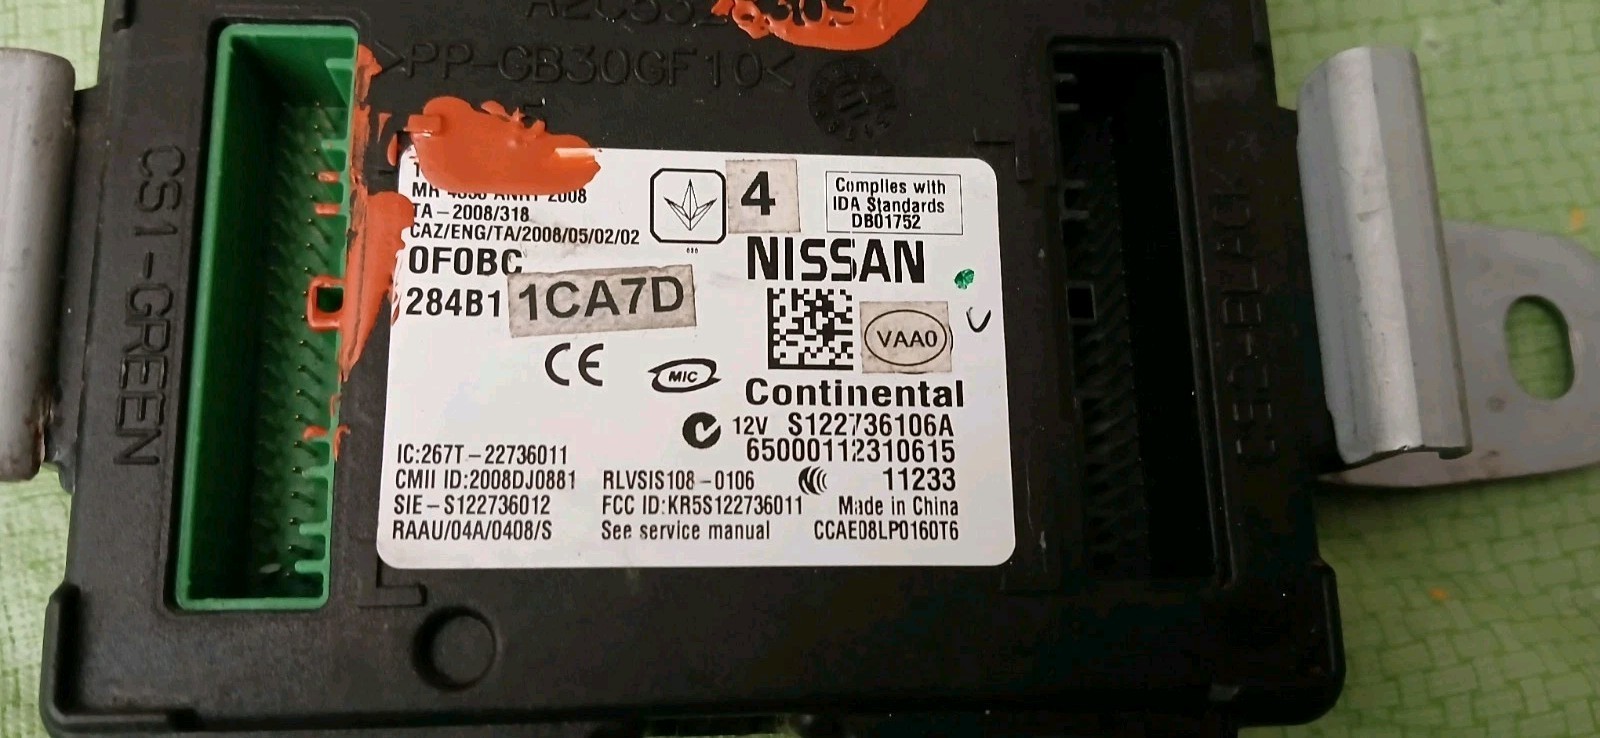 >PP-GB30GF10<
CS1-GREEN
TA-2008/318
CAZ/ENG/TA/2008/05/02/02
4
Complies with
IDA Standards
DB01752
0F0BC
284B1 1CA7D
NISSAN
VAA0
CE
MIC
Continental
12V S122736106A
65000112310615
11233
IC:267T-22736011
CMII ID:2008DJ0881 RLVSIS108-0106
SIE-S122736012 FCC ID:KR5S122736011 Made in China
RAAU/04A/0408/S See service manual CCAE08LP0160T6